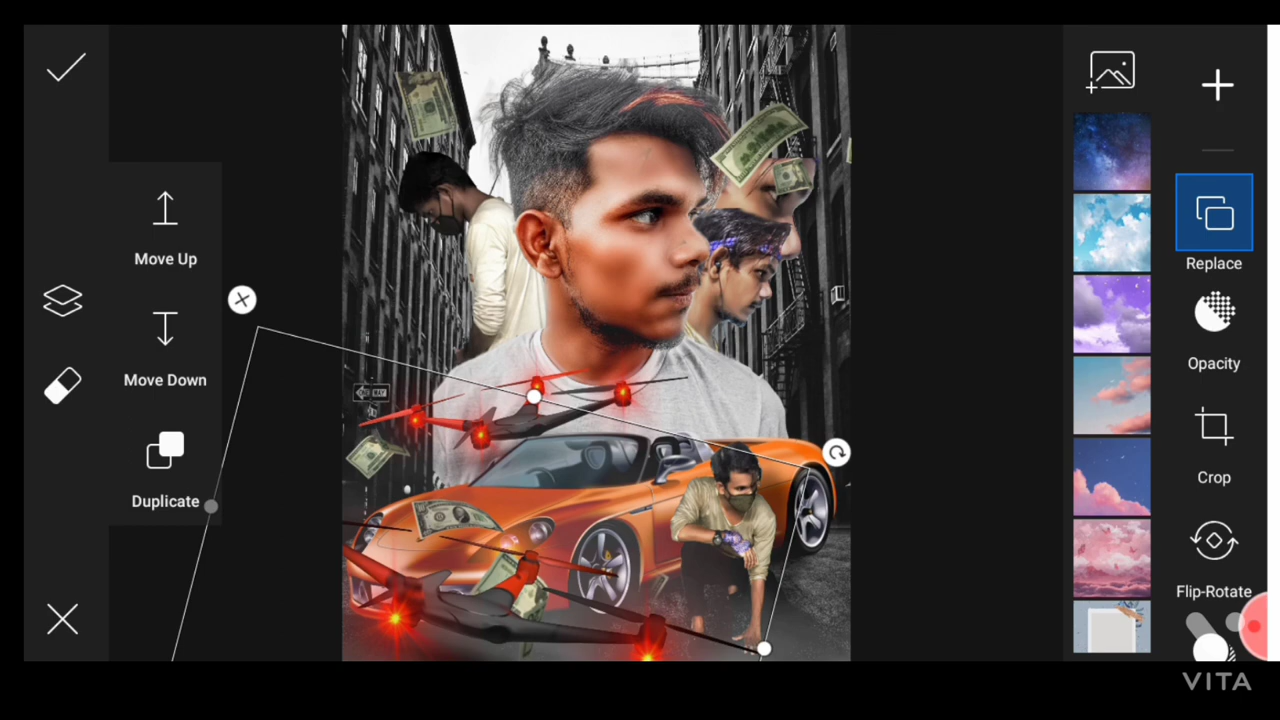 Move Up
Move Down
Duplicate
Replace
Opacity
Crop
Flip-Rotate
VITA